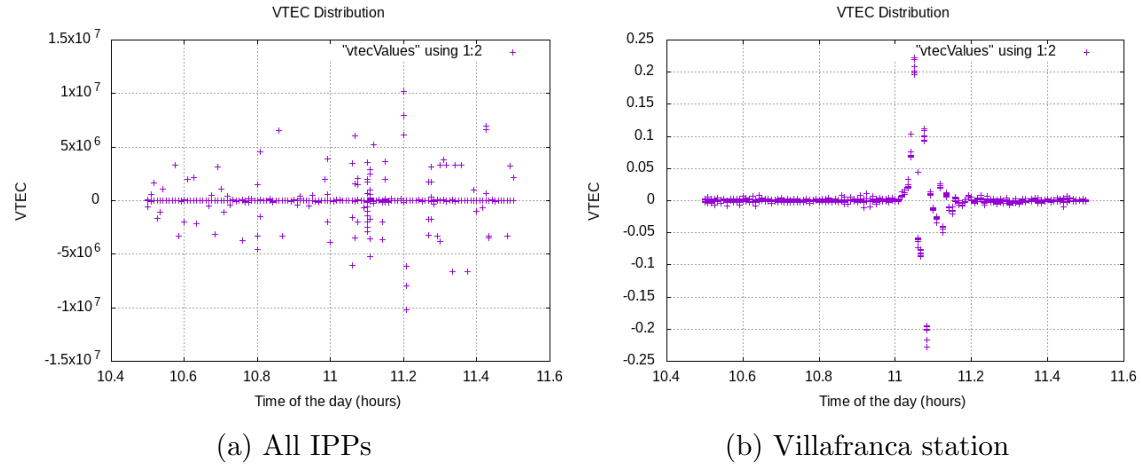 VTEC Distribution
1.5x10^7
1x10^7
5x10^6
0
-5x10^6
-1x10^7
-1.5x10^7
VTEC
"vtecValues" using 1:2
10.4 10.6 10.8 11 11.2 11.4 11.6
Time of the day (hours)
(a) All IPPs
VTEC Distribution
0.25
0.2
0.15
0.1
0.05
0
-0.05
-0.1
-0.15
-0.2
-0.25
VTEC
"vtecValues" using 1:2
10.4 10.6 10.8 11 11.2 11.4 11.6
Time of the day (hours)
(b) Villafranca station